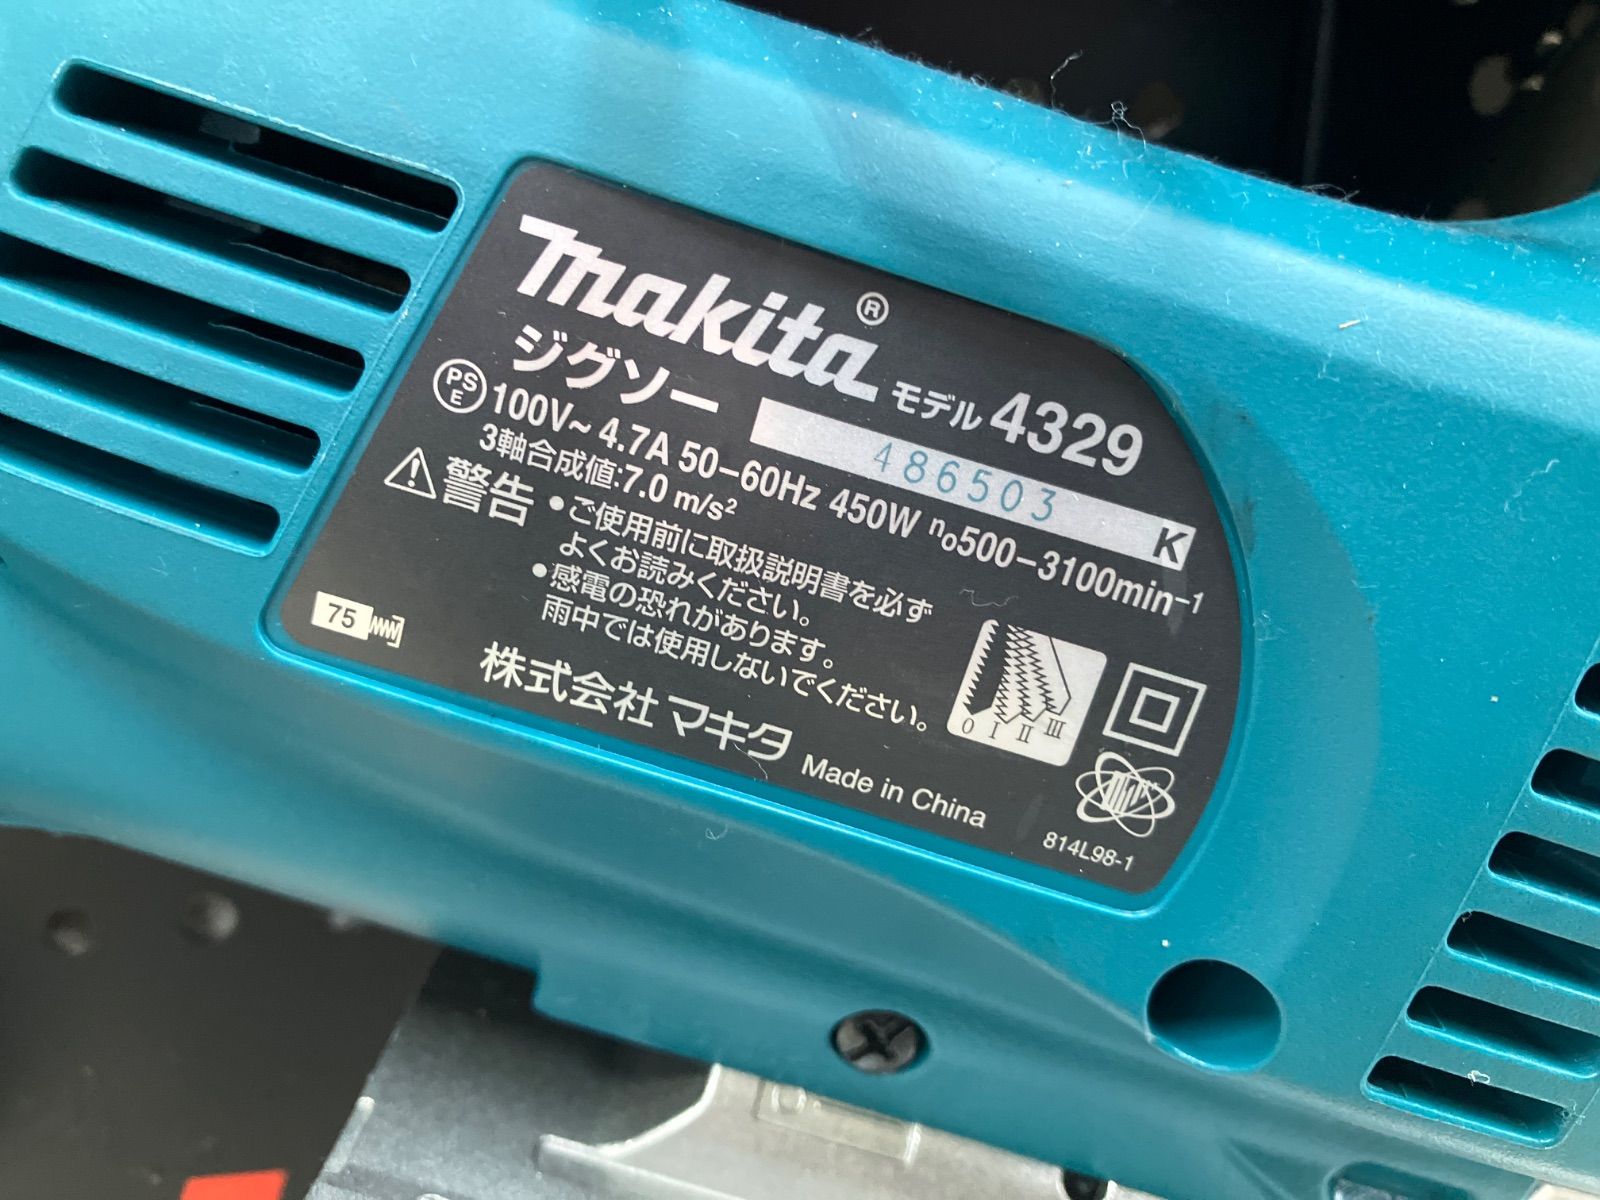 makita®
ジグソー モデル 4329
486503 K
PSE 100V~ 4.7A 50-60Hz 450W n₀500-3100min⁻¹
3軸合成値:7.0 m/s²
⚠警告 •ご使用前に取扱説明書を必ず
よくお読みください。
•感電の恐れがあります。
雨中では使用しないでください。
75
0 I II III
株式会社 マキタ Made in China
814L98-1